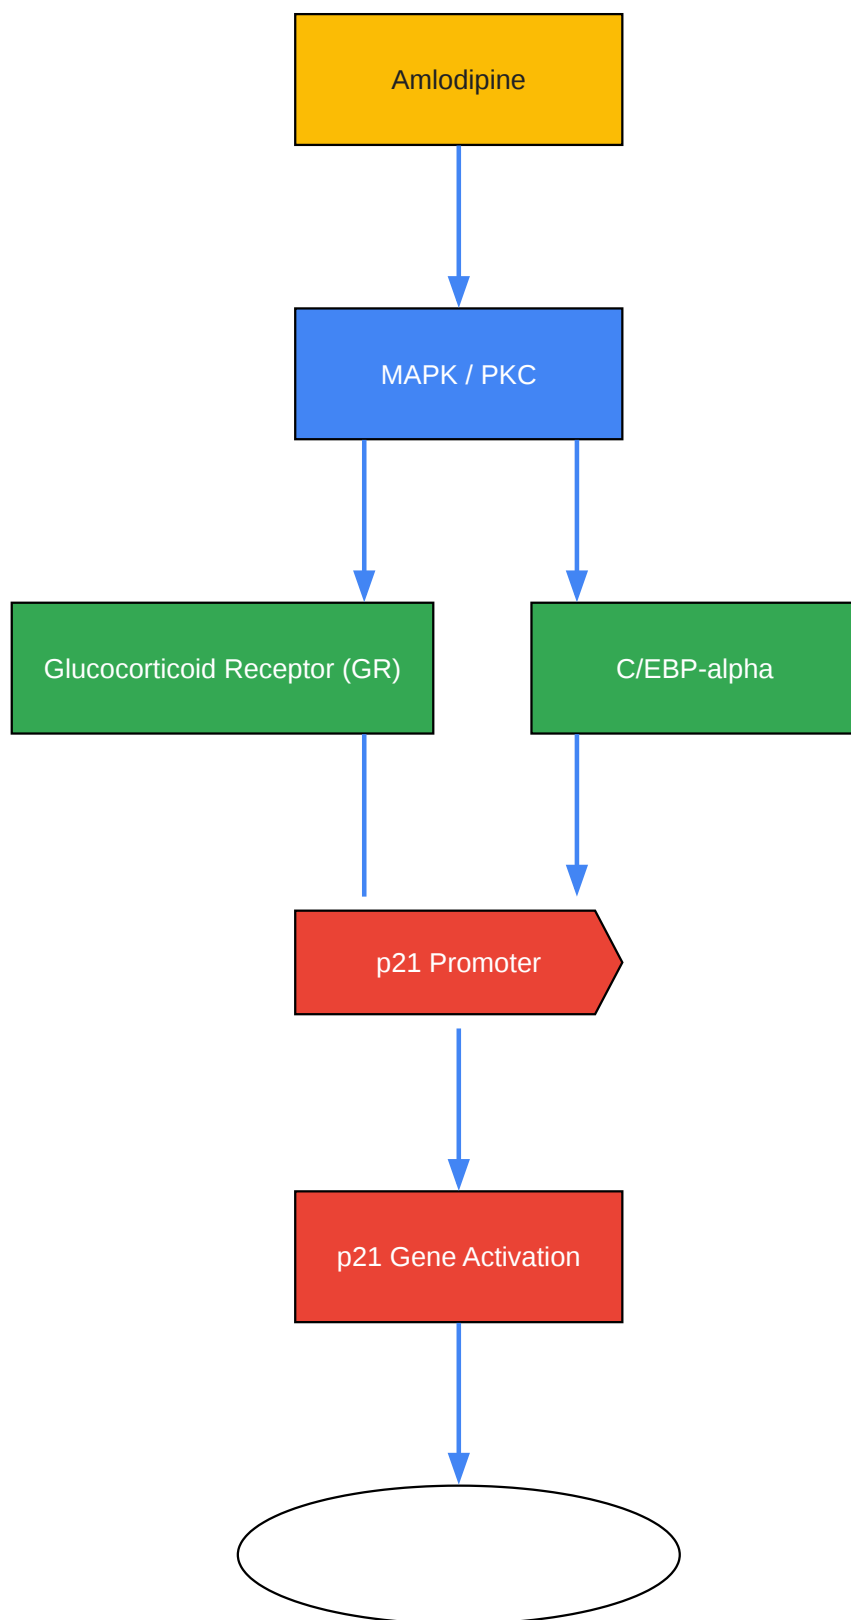 Amlodipine
MAPK / PKC
Glucocorticoid Receptor (GR)
C/EBP-alpha
p21 Promoter
p21 Gene Activation